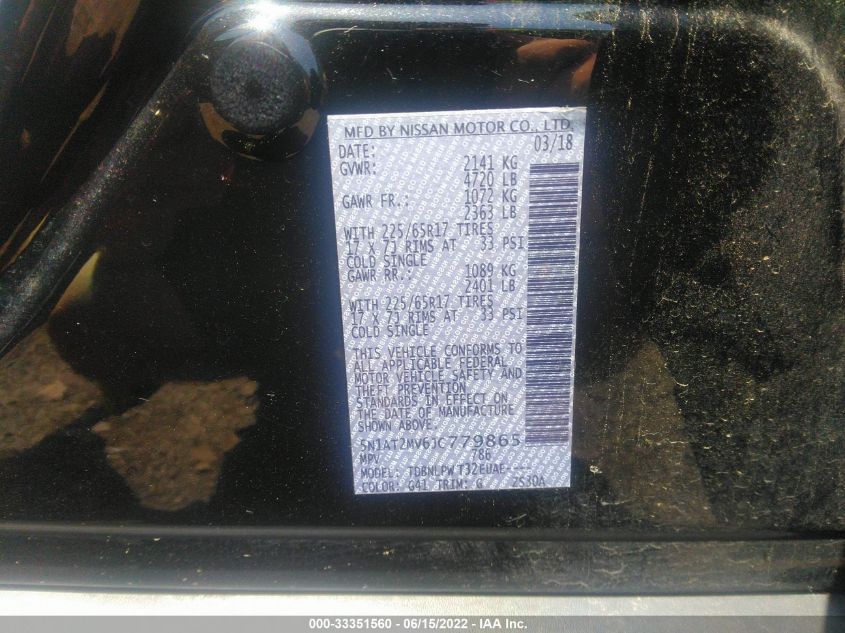 MFD BY NISSAN MOTOR CO., LTD.
DATE: 03/18
GVWR: 2141 KG
4720 LB
GAWR FR.: 1072 KG
2363 LB
WITH 225/65R17 TIRES
17 X 7J RIMS AT 33 PSI
COLD SINGLE
GAWR RR.: 1089 KG
2401 LB
WITH 225/65R17 TIRES
17 X 7J RIMS AT 33 PSI
COLD SINGLE
THIS VEHICLE CONFORMS TO
ALL APPLICABLE FEDERAL
MOTOR VEHICLE SAFETY AND
THEFT PREVENTION
STANDARDS IN EFFECT ON
THE DATE OF MANUFACTURE
SHOWN ABOVE.
5N1AT2MV6JC779865
MPV 786
MODEL: TDBNLPW T32EUAE----
COLOR: G41 TRIM: G 2S30A
000-33351560 - 06/15/2022 - IAA Inc.